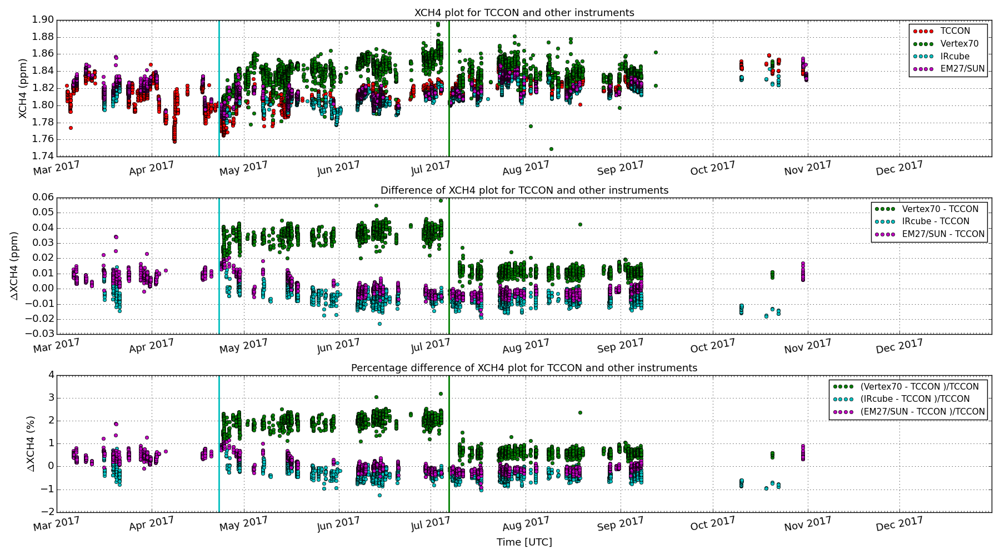 XCH4 plot for TCCON and other instruments
XCH4 (ppm)
1.90
1.88
1.86
1.84
1.82
1.80
1.78
1.76
1.74
TCCON
Vertex70
IRcube
EM27/SUN
Mar 2017
Apr 2017
May 2017
Jun 2017
Jul 2017
Aug 2017
Sep 2017
Oct 2017
Nov 2017
Dec 2017
Difference of XCH4 plot for TCCON and other instruments
ΔXCH4 (ppm)
0.06
0.05
0.04
0.03
0.02
0.01
0.00
−0.01
−0.02
−0.03
Vertex70 - TCCON
IRcube - TCCON
EM27/SUN - TCCON
Mar 2017
Apr 2017
May 2017
Jun 2017
Jul 2017
Aug 2017
Sep 2017
Oct 2017
Nov 2017
Dec 2017
Percentage difference of XCH4 plot for TCCON and other instruments
ΔXCH4 (%)
4
3
2
1
0
−1
−2
(Vertex70 - TCCON )/TCCON
(IRcube - TCCON )/TCCON
(EM27/SUN - TCCON )/TCCON
Mar 2017
Apr 2017
May 2017
Jun 2017
Jul 2017
Aug 2017
Sep 2017
Oct 2017
Nov 2017
Dec 2017
Time [UTC]